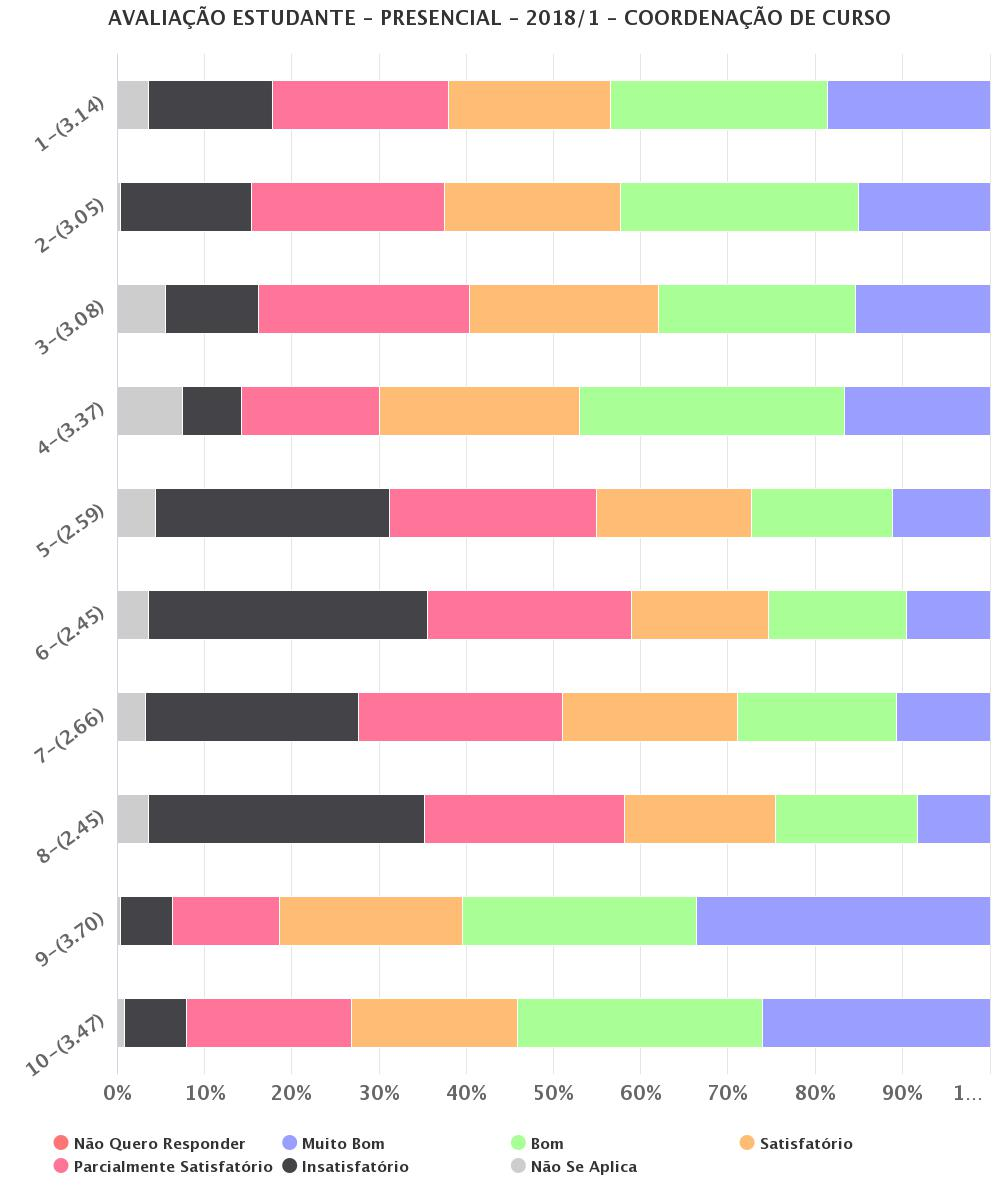 AVALIAÇÃO ESTUDANTE – PRESENCIAL – 2018/1 – COORDENAÇÃO DE CURSO
1–(3.14)
2–(3.05)
3–(3.08)
4–(3.37)
5–(2.59)
6–(2.45)
7–(2.66)
8–(2.45)
9–(3.70)
10–(3.47)
0% 10% 20% 30% 40% 50% 60% 70% 80% 90% 1...
Não Quero Responder Muito Bom Bom Satisfatório
Parcialmente Satisfatório Insatisfatório Não Se Aplica